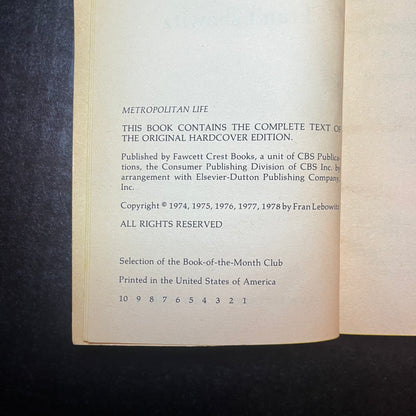 METROPOLITAN LIFE
THIS BOOK CONTAINS THE COMPLETE TEXT OF
THE ORIGINAL HARDCOVER EDITION.
Published by Fawcett Crest Books, a unit of CBS Publica-
tions, the Consumer Publishing Division of CBS Inc. by
arrangement with Elsevier-Dutton Publishing Company,
Inc.
Copyright © 1974, 1975, 1976, 1977, 1978 by Fran Lebowitz
ALL RIGHTS RESERVED
Selection of the Book-of-the-Month Club
Printed in the United States of America
10 9 8 7 6 5 4 3 2 1